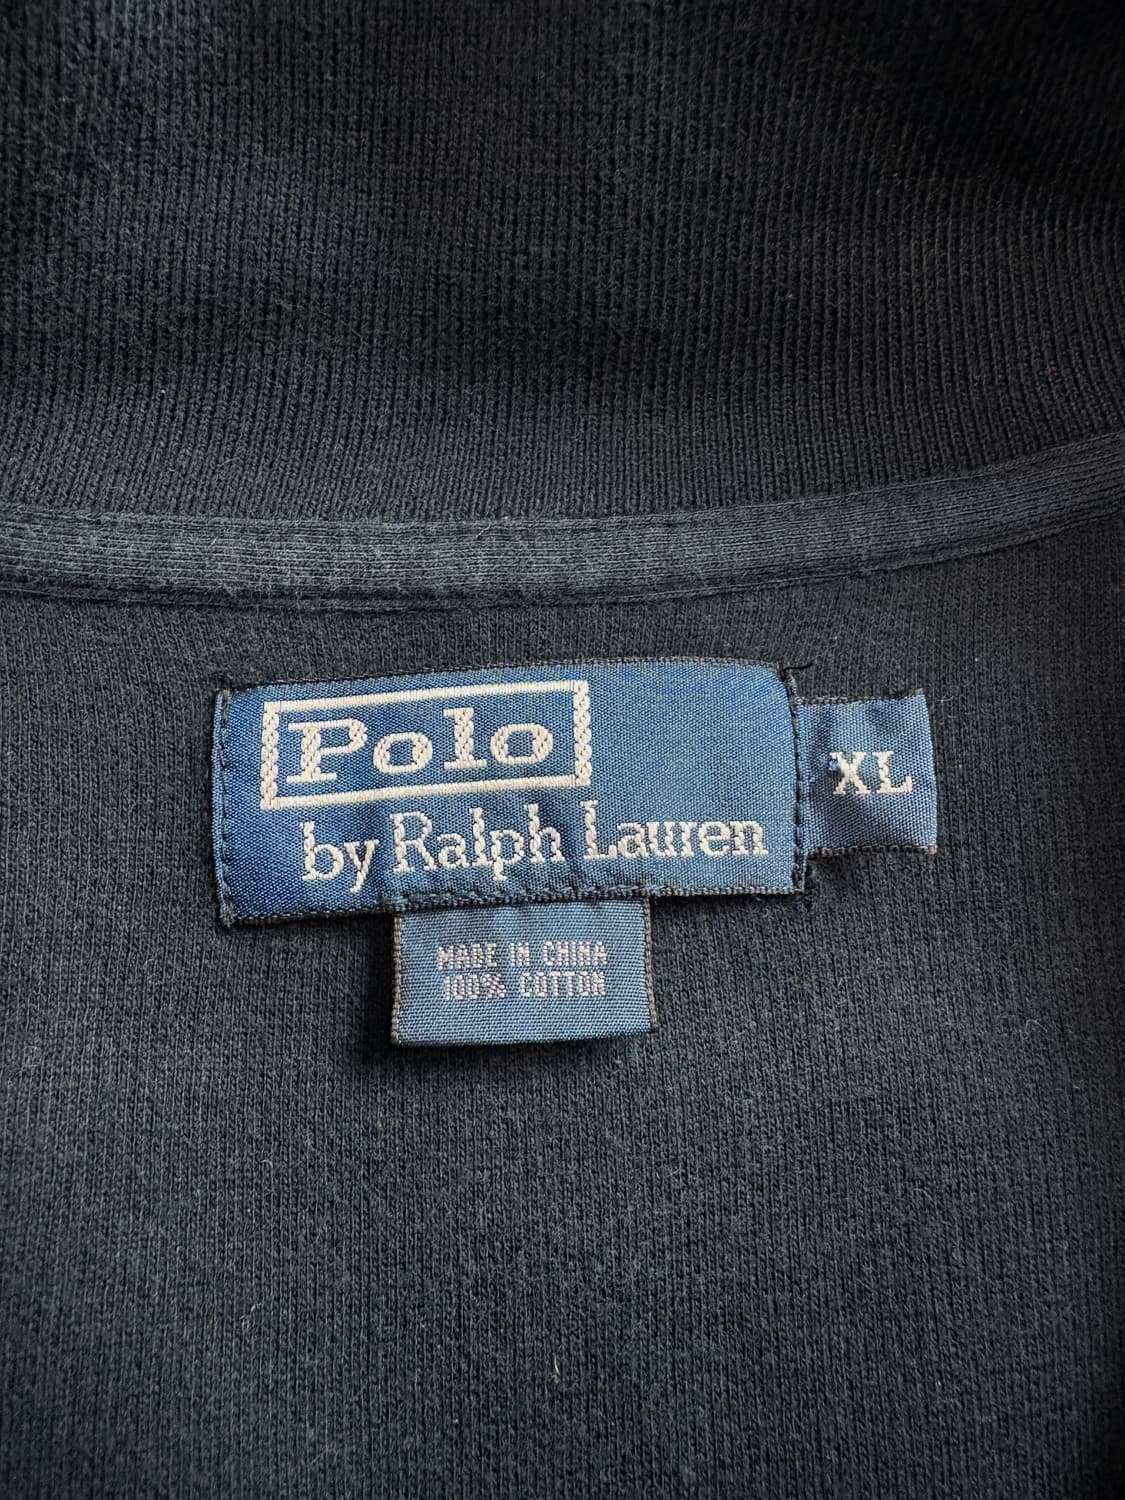 Polo
by Ralph Lauren
XL
MADE IN CHINA
100% COTTON